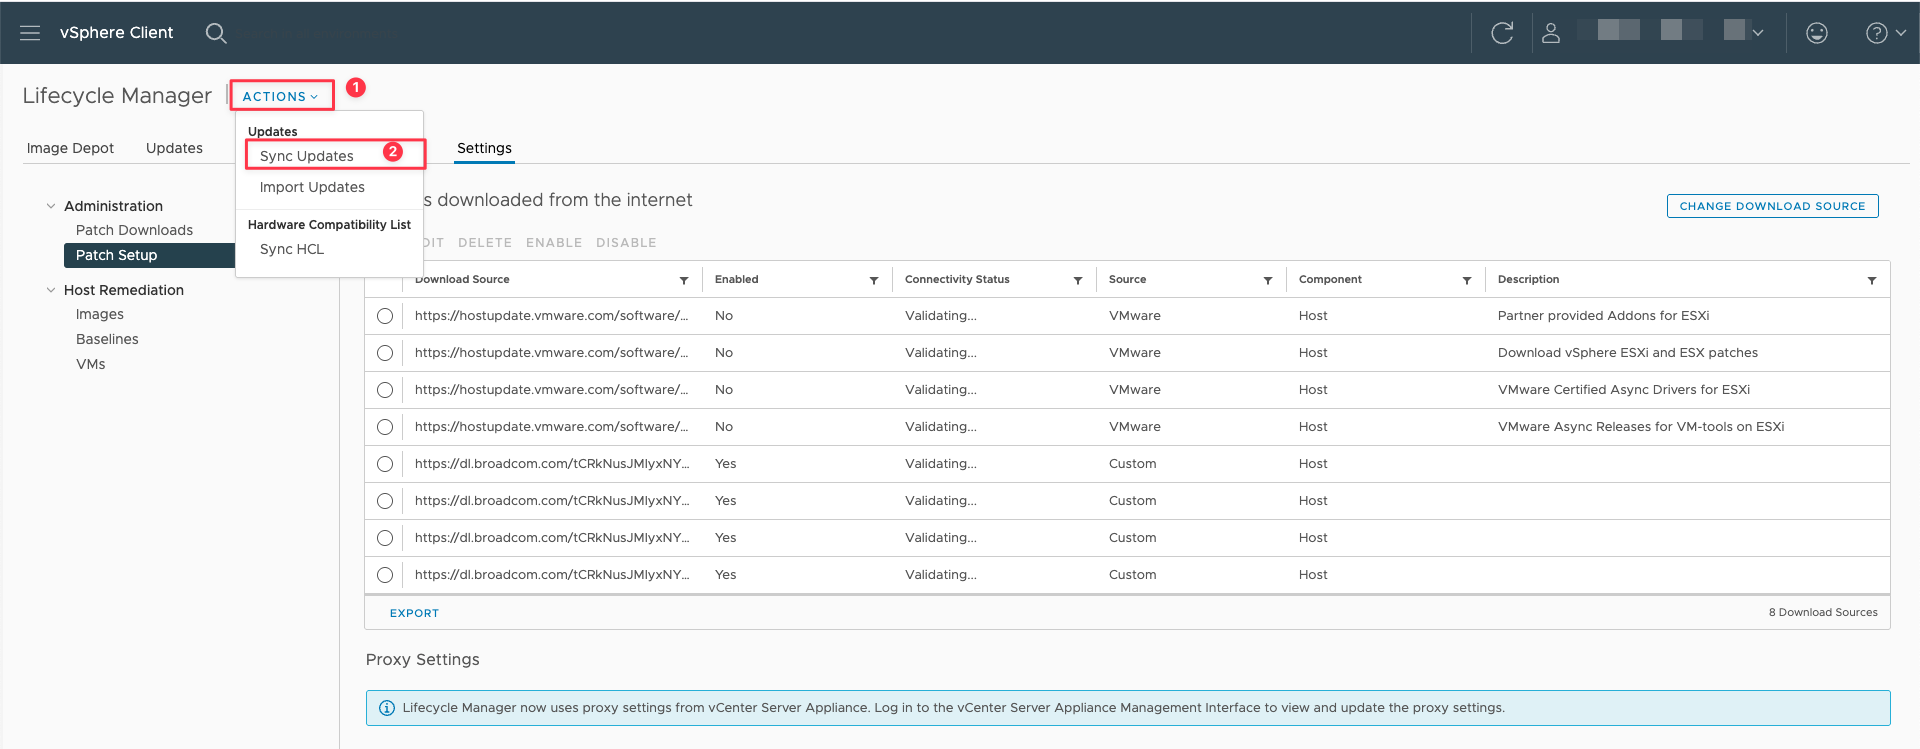 vSphere Client
Lifecycle Manager
ACTIONS
1
Updates
Sync Updates
2
Import Updates
Hardware Compatibility List
Sync HCL
Image Depot Updates Settings
Administration
Patch Downloads
Patch Setup
Host Remediation
Images
Baselines
VMs
s downloaded from the internet
CHANGE DOWNLOAD SOURCE
DIT DELETE ENABLE DISABLE
Download Source Enabled Connectivity Status Source Component Description
https://hostupdate.vmware.com/software/... No Validating... VMware Host Partner provided Addons for ESXi
https://hostupdate.vmware.com/software/... No Validating... VMware Host Download vSphere ESXi and ESX patches
https://hostupdate.vmware.com/software/... No Validating... VMware Host VMware Certified Async Drivers for ESXi
https://hostupdate.vmware.com/software/... No Validating... VMware Host VMware Async Releases for VM-tools on ESXi
https://dl.broadcom.com/tCRkNusJMlyxNY... Yes Validating... Custom Host
https://dl.broadcom.com/tCRkNusJMlyxNY... Yes Validating... Custom Host
https://dl.broadcom.com/tCRkNusJMlyxNY... Yes Validating... Custom Host
https://dl.broadcom.com/tCRkNusJMlyxNY... Yes Validating... Custom Host
EXPORT
8 Download Sources
Proxy Settings
Lifecycle Manager now uses proxy settings from vCenter Server Appliance. Log in to the vCenter Server Appliance Management Interface to view and update the proxy settings.